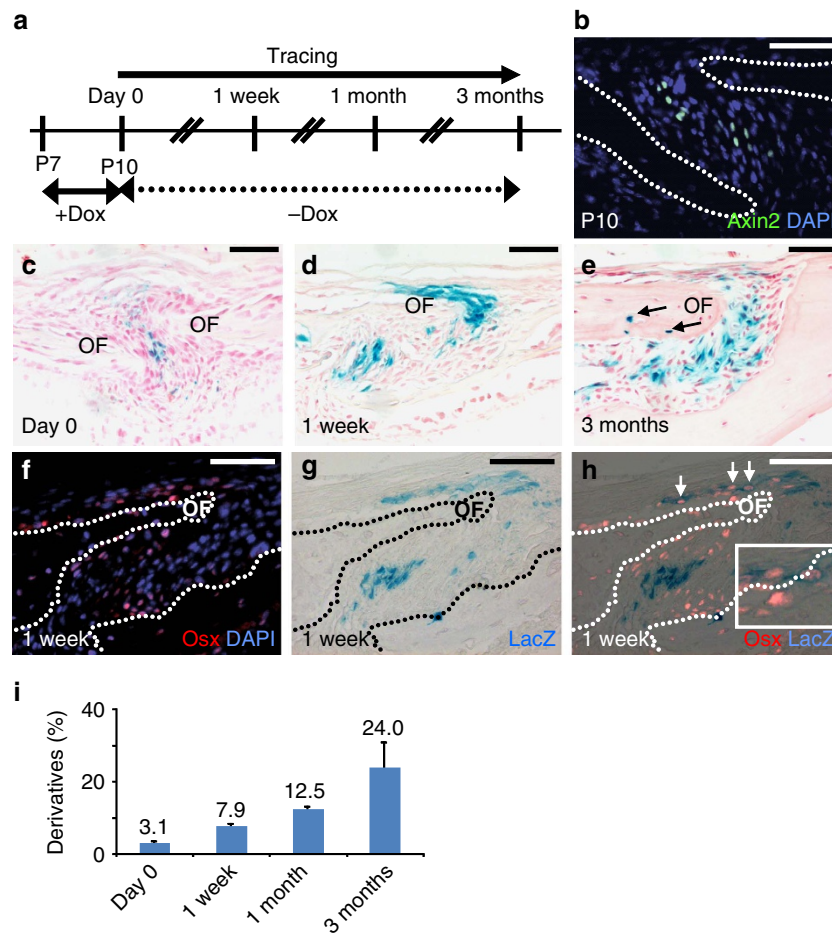 a
Tracing
Day 0 1 week 1 month 3 months
P7 P10
+Dox –Dox
b
P10 Axin2 DAPI
c
OF
OF
Day 0
d
OF
1 week
e
OF
3 months
f
OF
1 week Osx DAPI
g
OF
1 week LacZ
h
OF
1 week Osx LacZ
i
Derivatives (%)
40
20
0
3.1
7.9
12.5
24.0
Day 0
1 week
1 month
3 months